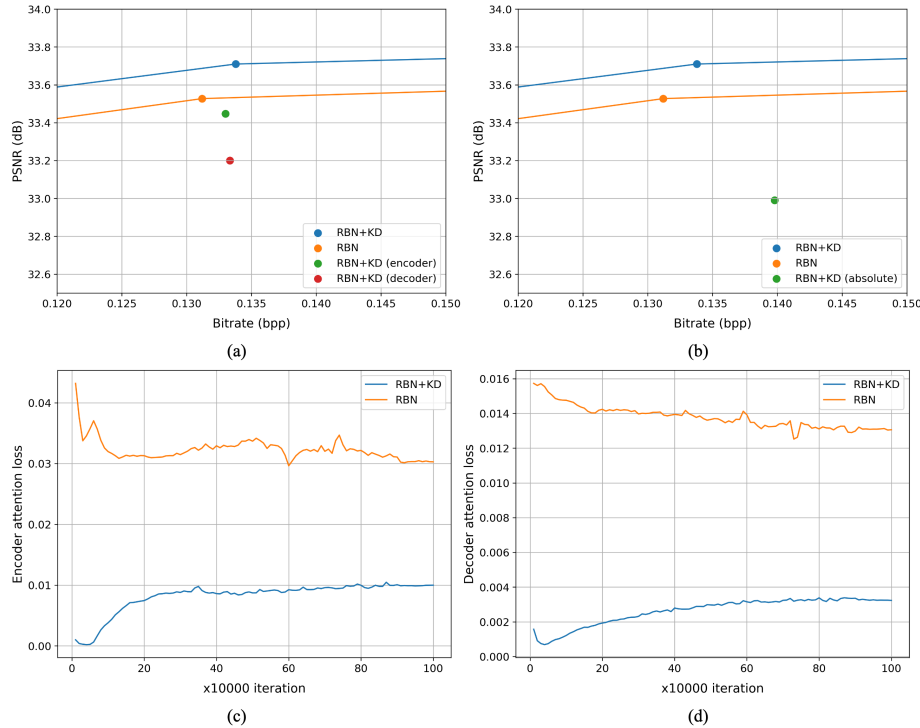 34.0
33.8
33.6
33.4
33.2
33.0
32.8
32.6
PSNR (dB)
0.120
0.125
0.130
0.135
0.140
0.145
0.150
Bitrate (bpp)
RBN+KD
RBN
RBN+KD (encoder)
RBN+KD (decoder)
(a)
34.0
33.8
33.6
33.4
33.2
33.0
32.8
32.6
PSNR (dB)
0.120
0.125
0.130
0.135
0.140
0.145
0.150
Bitrate (bpp)
RBN+KD
RBN
RBN+KD (absolute)
(b)
0.04
0.03
0.02
0.01
0.00
Encoder attention loss
0
20
40
60
80
100
x10000 iteration
RBN+KD
RBN
(c)
0.016
0.014
0.012
0.010
0.008
0.006
0.004
0.002
0.000
Decoder attention loss
0
20
40
60
80
100
x10000 iteration
RBN+KD
RBN
(d)